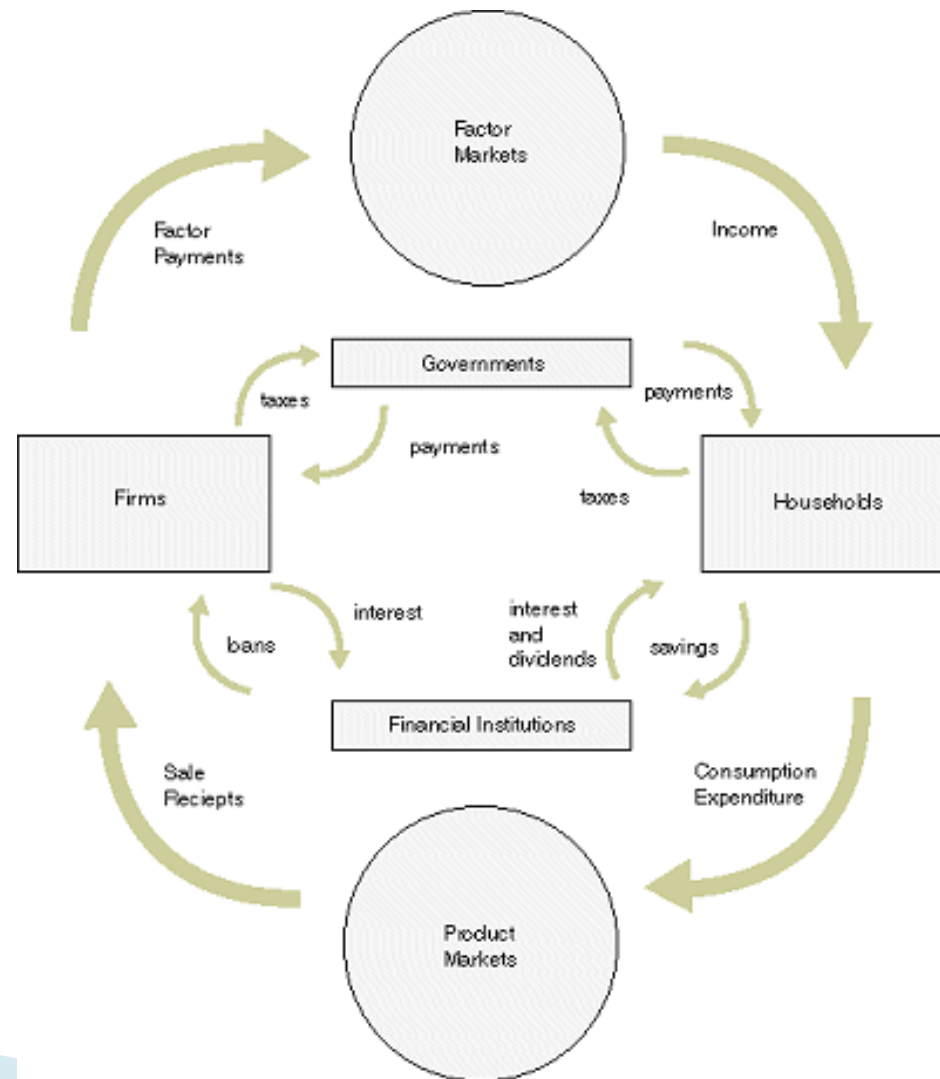 Factor
Markets
Factor
Payments
Income
Governments
taxes
payments
payments
taxes
Firms
Households
interest
loans
interest
and
dividends
savings
Financial Institutions
Sale
Reciepts
Consumption
Expenditure
Product
Markets